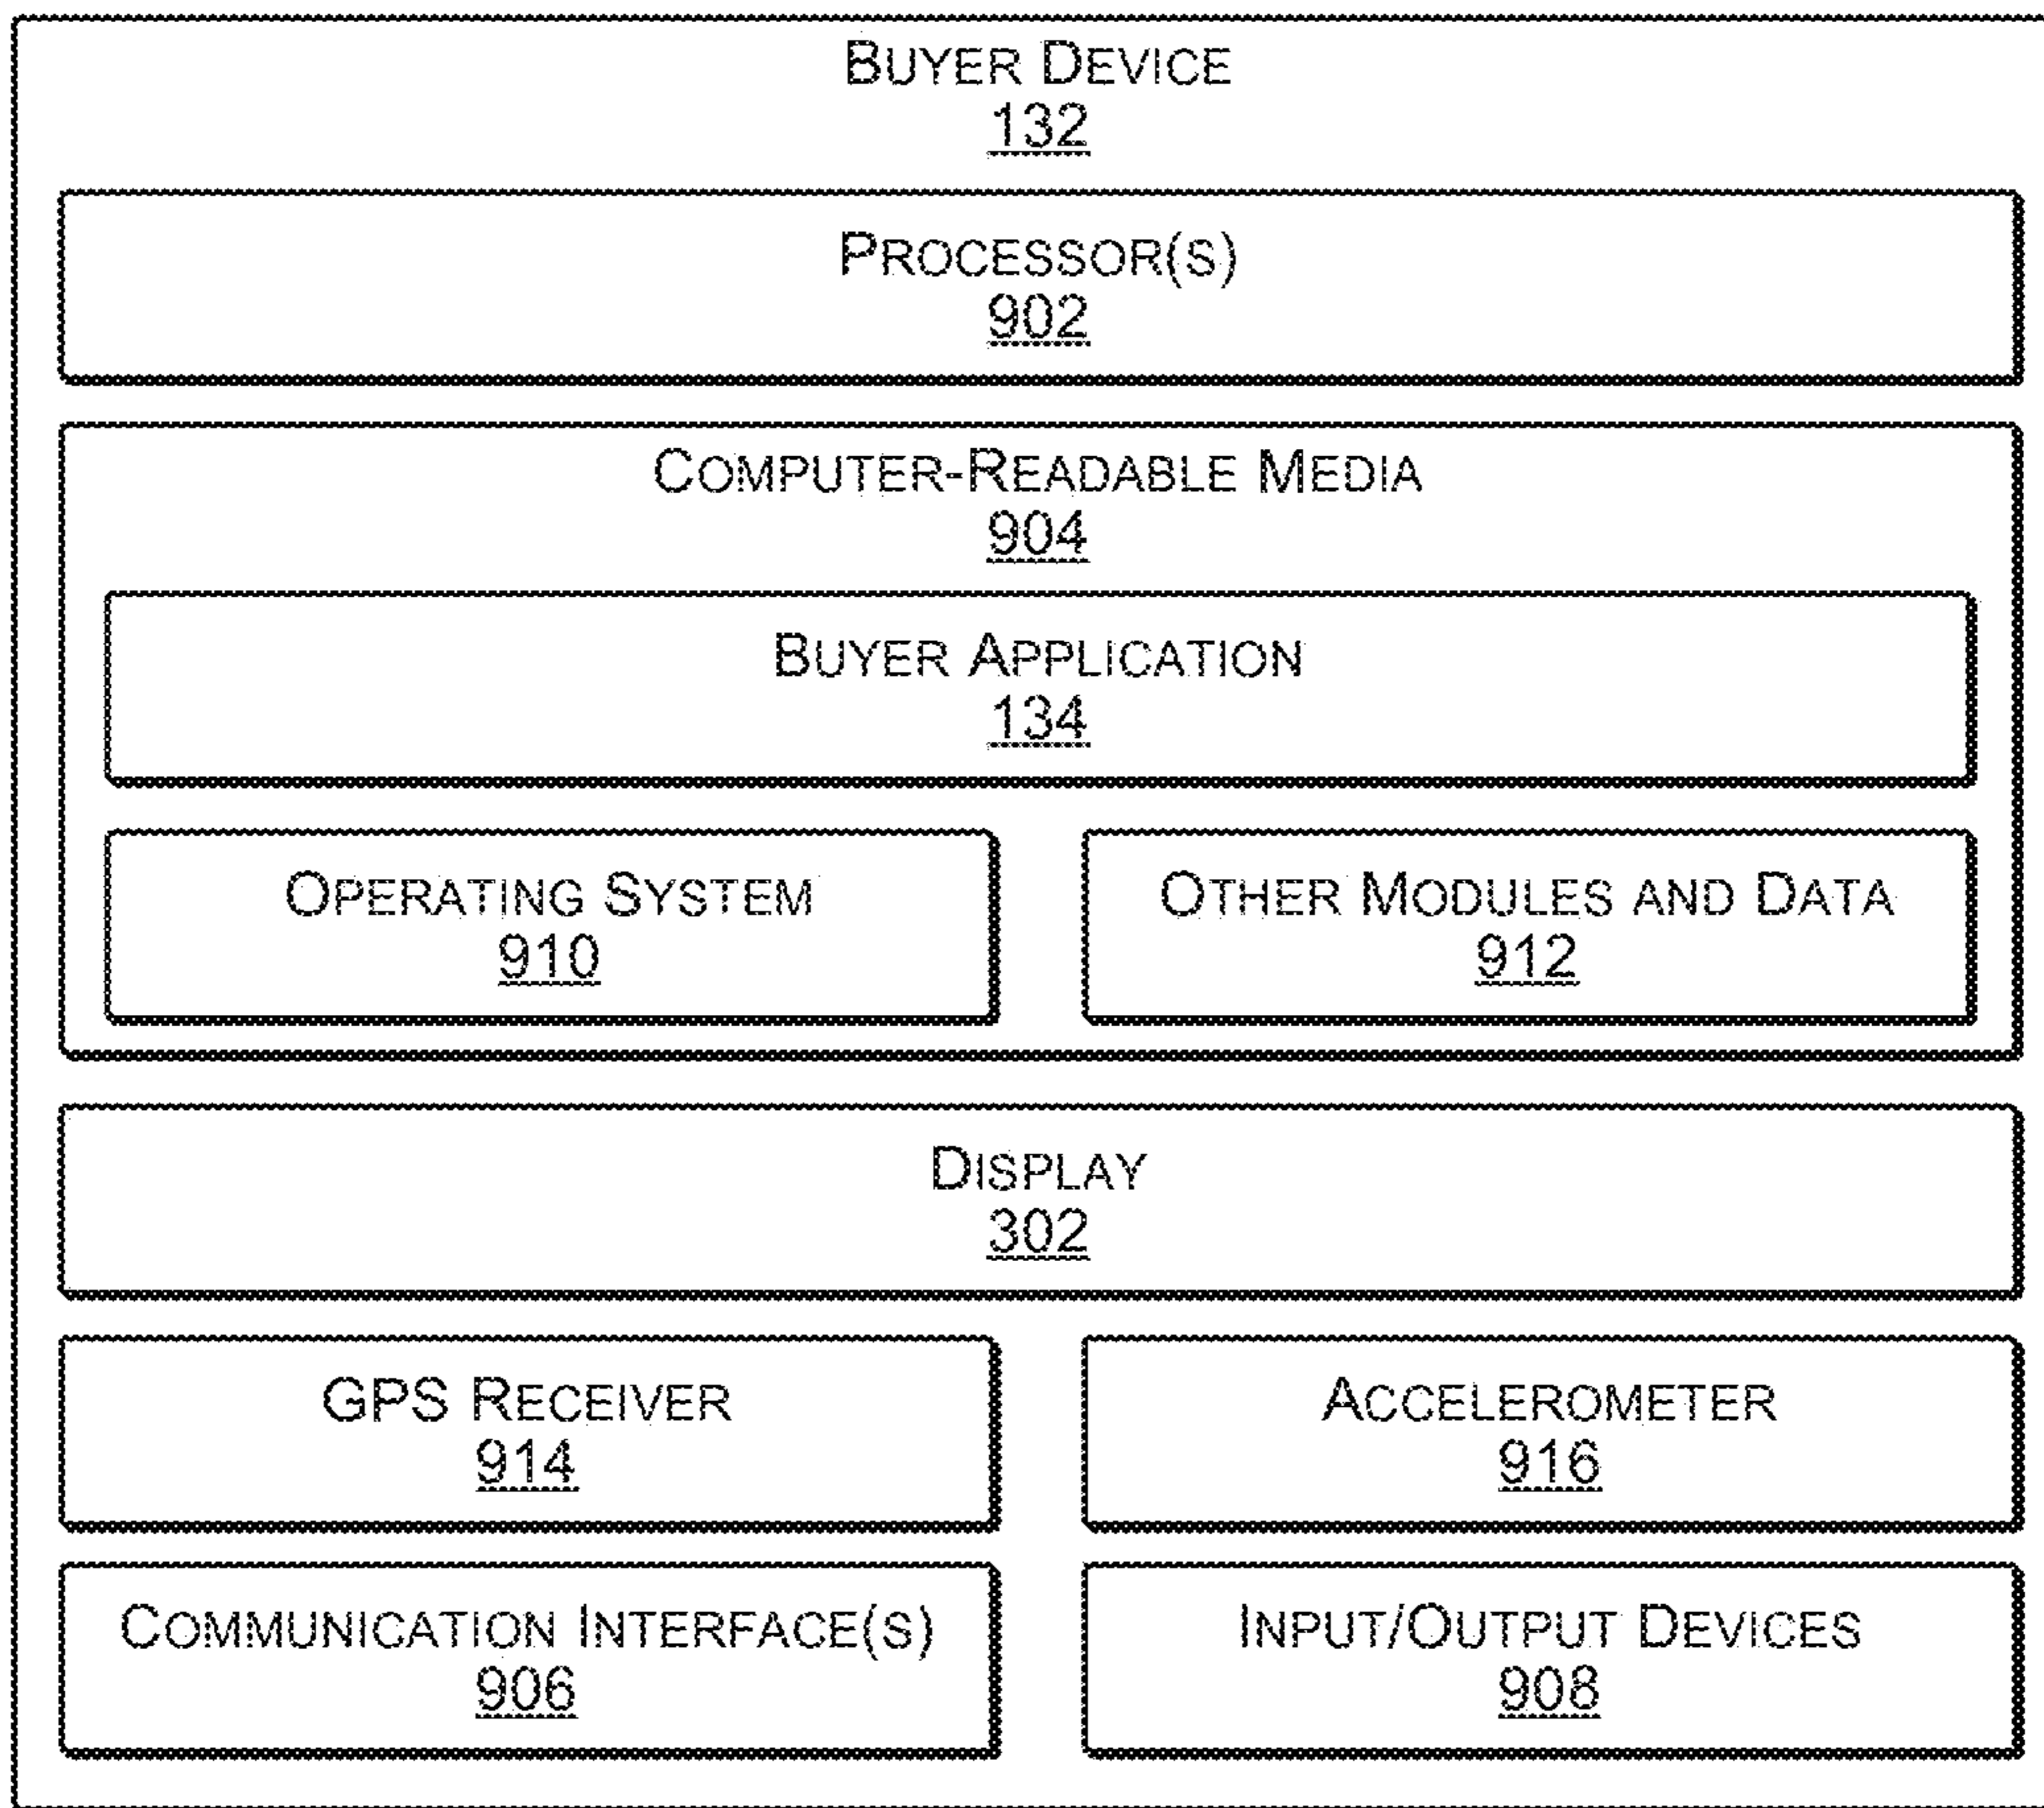 BUYER DEVICE
132
PROCESSOR(S)
902
COMPUTER-READABLE MEDIA
904
BUYER APPLICATION
134
OPERATING SYSTEM
910
OTHER MODULES AND DATA
912
DISPLAY
302
GPS RECEIVER
914
ACCELEROMETER
916
COMMUNICATION INTERFACE(S)
906
INPUT/OUTPUT DEVICES
908